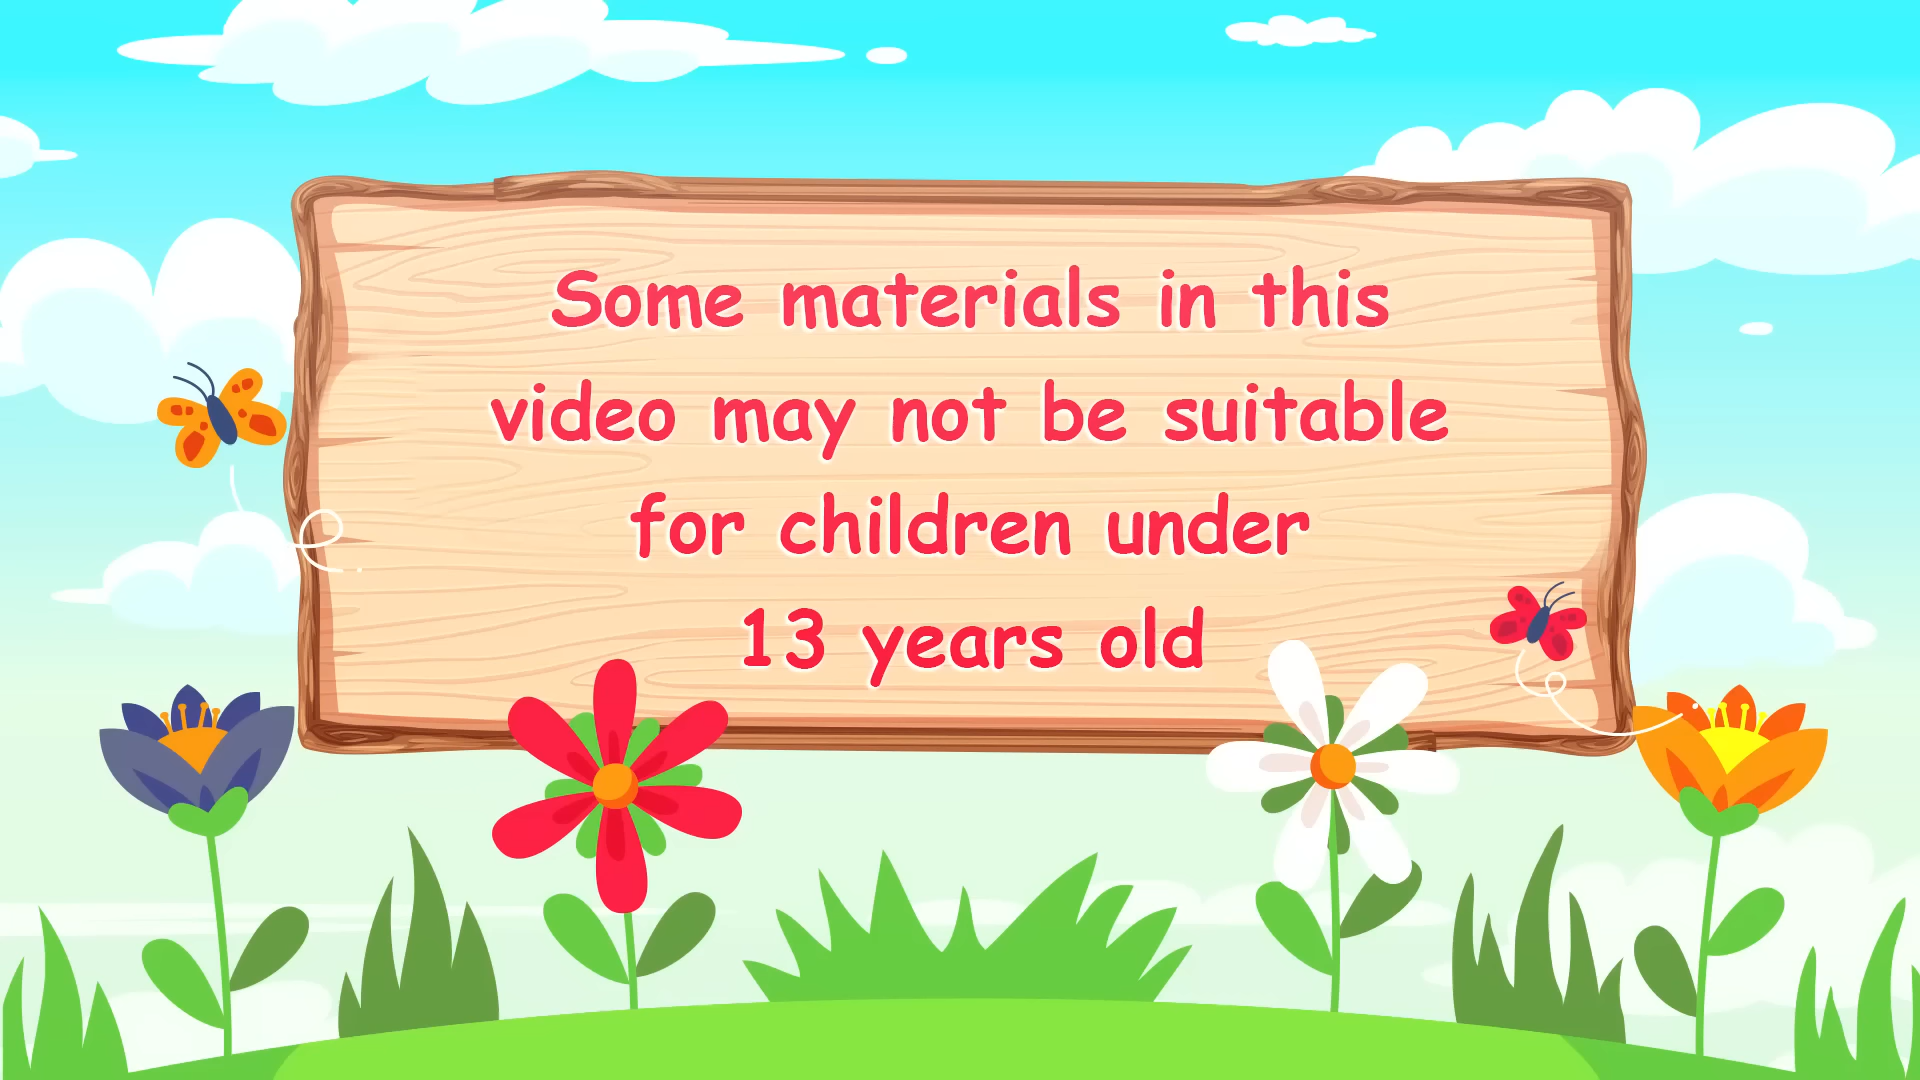 Some materials in this
video may not be suitable
for children under
13 years old